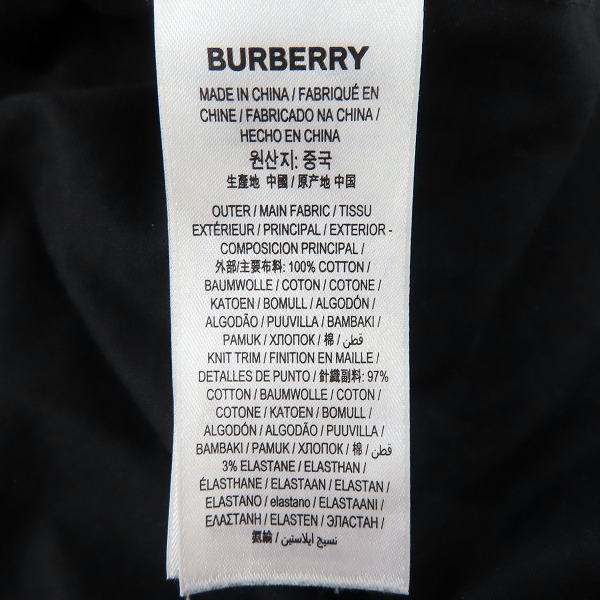 BURBERRY
MADE IN CHINA / FABRIQUÉ EN
CHINE / FABRICADO NA CHINA /
HECHO EN CHINA
원산지: 중국
生產地 中國 / 原产地 中国
OUTER / MAIN FABRIC / TISSU
EXTÉRIEUR / PRINCIPAL / EXTERIOR -
COMPOSICION PRINCIPAL /
外部/主要布料: 100% COTTON /
BAUMWOLLE / COTON / COTONE /
KATOEN / BOMULL / ALGODÓN /
ALGODÃO / PUUVILLA / BAMBAKI /
PAMUK / ХЛОПОК / 棉 / قطن /
KNIT TRIM / FINITION EN MAILLE /
DETALLES DE PUNTO / 針織副料: 97%
COTTON / BAUMWOLLE / COTON /
COTONE / KATOEN / BOMULL /
ALGODÓN / ALGODÃO / PUUVILLA /
BAMBAKI / PAMUK / ХЛОПОК / 棉 / قطن
3% ELASTANE / ELASTHAN /
ÉLASTHANE / ELASTAAN / ELASTAN /
ELASTANO / elastano / ELASTAANI /
ΕΛΑΣΤΑΝΗ / ELASTEN / ЭЛАСТАН /
氨綸 / نسيج ايلاستين